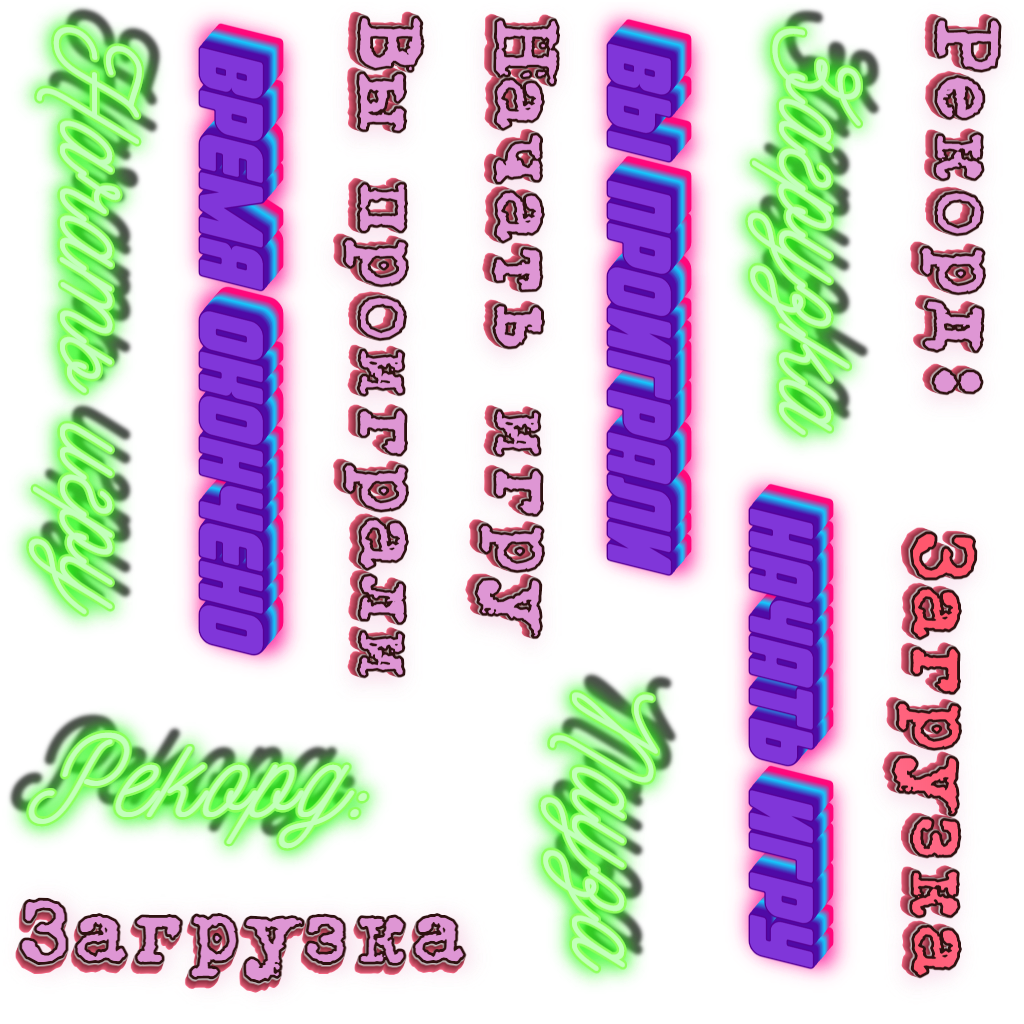 Начать игру
ВРЕМЯ ОКОНЧЕНО
Вы проиграли
Начать игру
ВЫ ПРОИГРАЛИ
Загрузка
Рекорд:
НАЧАТЬ ИГРУ
Загрузка
Рекорд:
Пауза
Загрузка